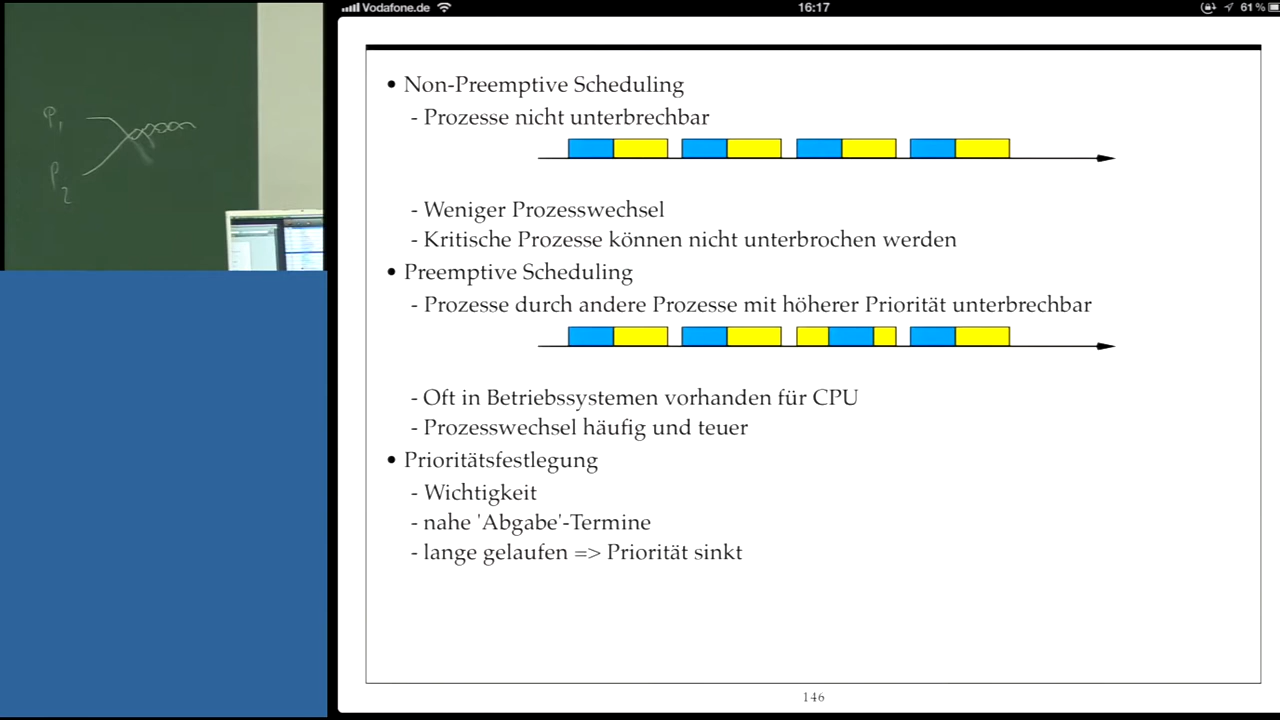 Vodafone.de 16:17 61%
P1
P2
• Non-Preemptive Scheduling
- Prozesse nicht unterbrechbar
- Weniger Prozesswechsel
- Kritische Prozesse können nicht unterbrochen werden
• Preemptive Scheduling
- Prozesse durch andere Prozesse mit höherer Priorität unterbrechbar
- Oft in Betriebssystemen vorhanden für CPU
- Prozesswechsel häufig und teuer
• Prioritätsfestlegung
- Wichtigkeit
- nahe 'Abgabe'-Termine
- lange gelaufen => Priorität sinkt
146